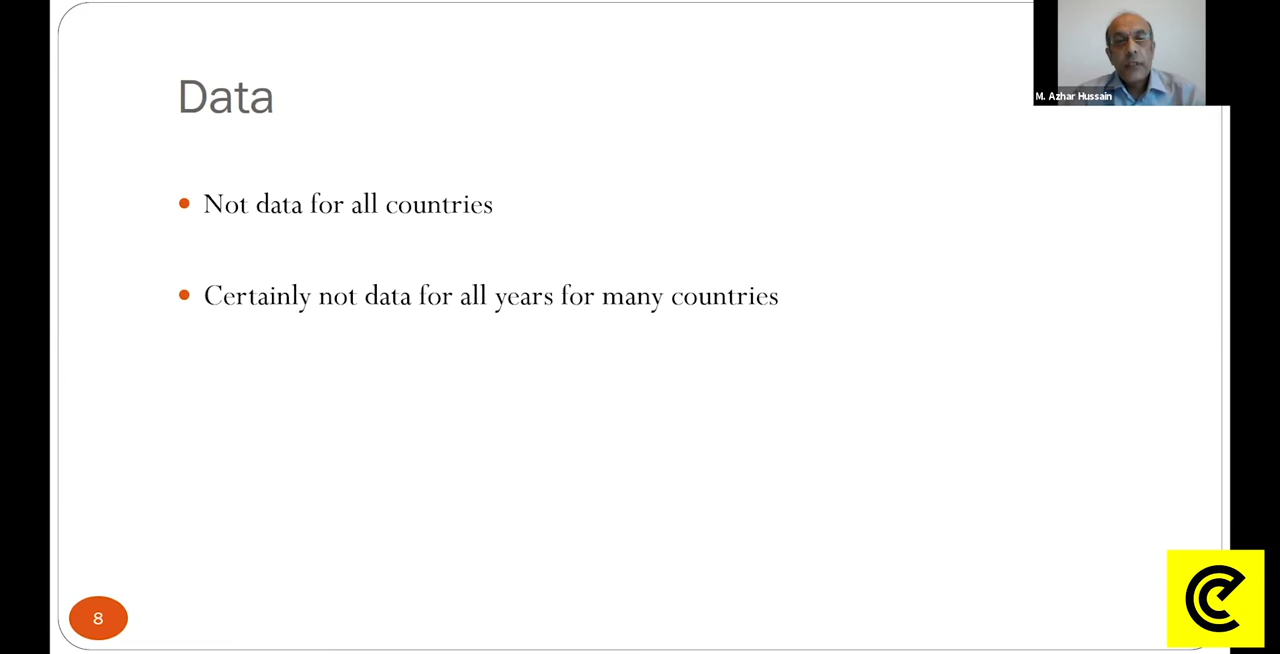 Data
M. Azhar Hussain
Not data for all countries
Certainly not data for all years for many countries
8